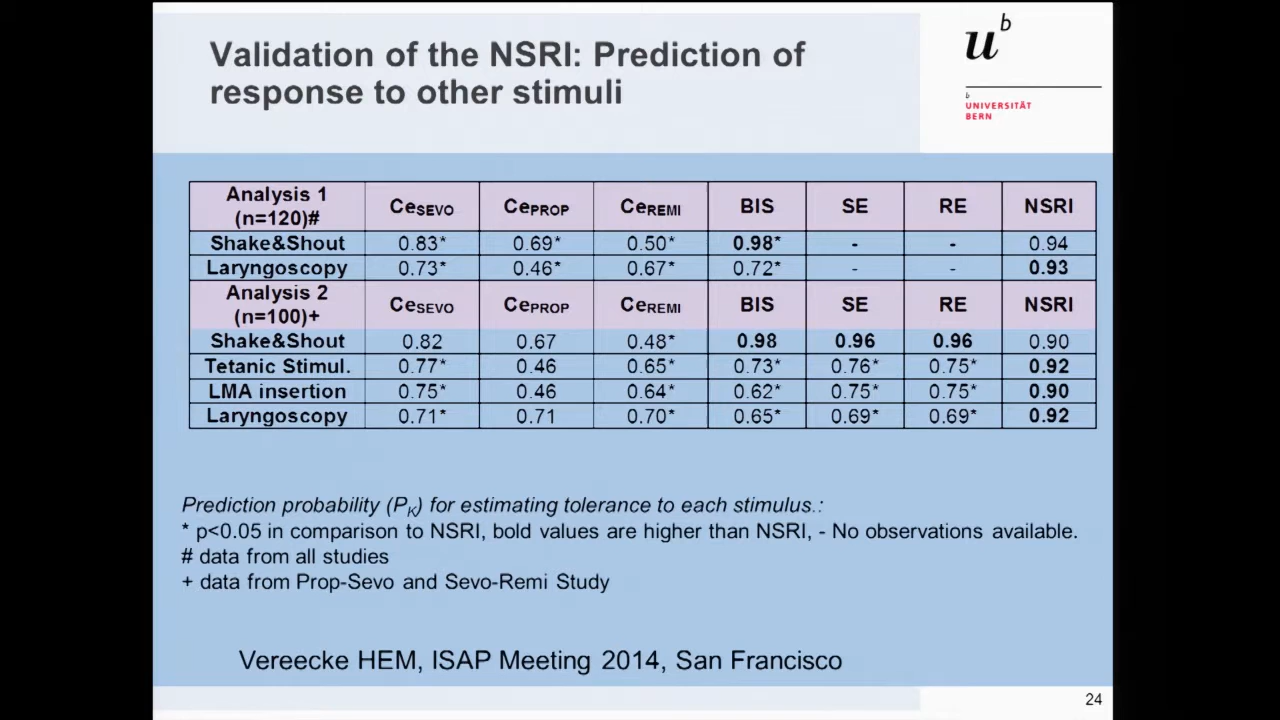 Validation of the NSRI: Prediction of
response to other stimuli
u b
b
UNIVERSITÄT
BERN
Analysis 1 (n=120)# CeSEVO CePROP CeREMI BIS SE RE NSRI
Shake&Shout 0.83* 0.69* 0.50* 0.98* - - 0.94
Laryngoscopy 0.73* 0.46* 0.67* 0.72* - - 0.93
Analysis 2 (n=100)+ CeSEVO CePROP CeREMI BIS SE RE NSRI
Shake&Shout 0.82 0.67 0.48* 0.98 0.96 0.96 0.90
Tetanic Stimul. 0.77* 0.46 0.65* 0.73* 0.76* 0.75* 0.92
LMA insertion 0.75* 0.46 0.64* 0.62* 0.75* 0.75* 0.90
Laryngoscopy 0.71* 0.71 0.70* 0.65* 0.69* 0.69* 0.92
Prediction probability (PK) for estimating tolerance to each stimulus.:
* p<0.05 in comparison to NSRI, bold values are higher than NSRI, - No observations available.
# data from all studies
+ data from Prop-Sevo and Sevo-Remi Study
Vereecke HEM, ISAP Meeting 2014, San Francisco
24